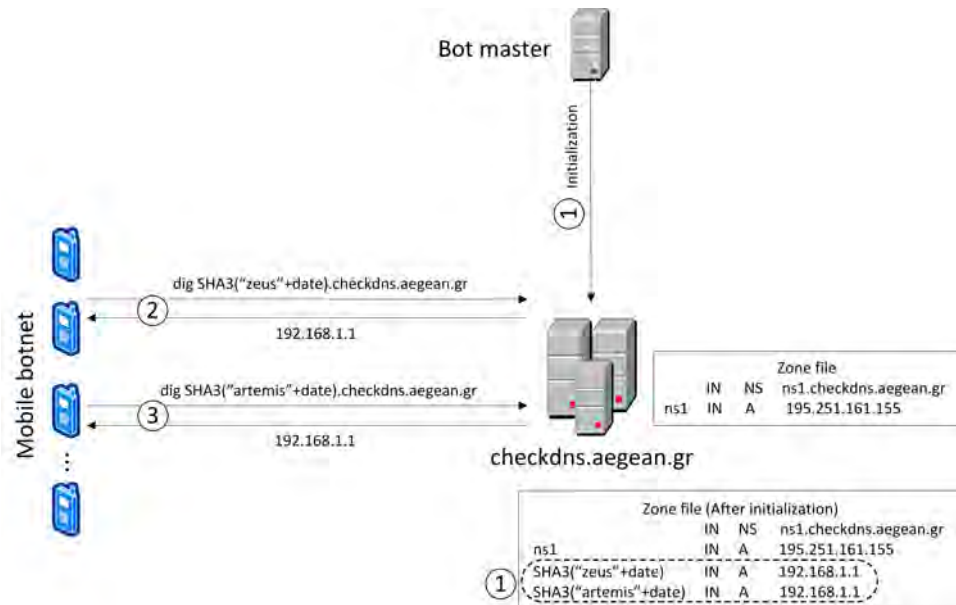 Bot master
Initialization
1
dig SHA3("zeus"+date).checkdns.aegean.gr
2
192.168.1.1
Mobile botnet
dig SHA3("artemis"+date).checkdns.aegean.gr
3
192.168.1.1
...
checkdns.aegean.gr
Zone file
IN NS ns1.checkdns.aegean.gr
ns1 IN A 195.251.161.155
Zone file (After initialization)
IN NS ns1.checkdns.aegean.gr
ns1 IN A 195.251.161.155
1
SHA3("zeus"+date) IN A 192.168.1.1
SHA3("artemis"+date) IN A 192.168.1.1